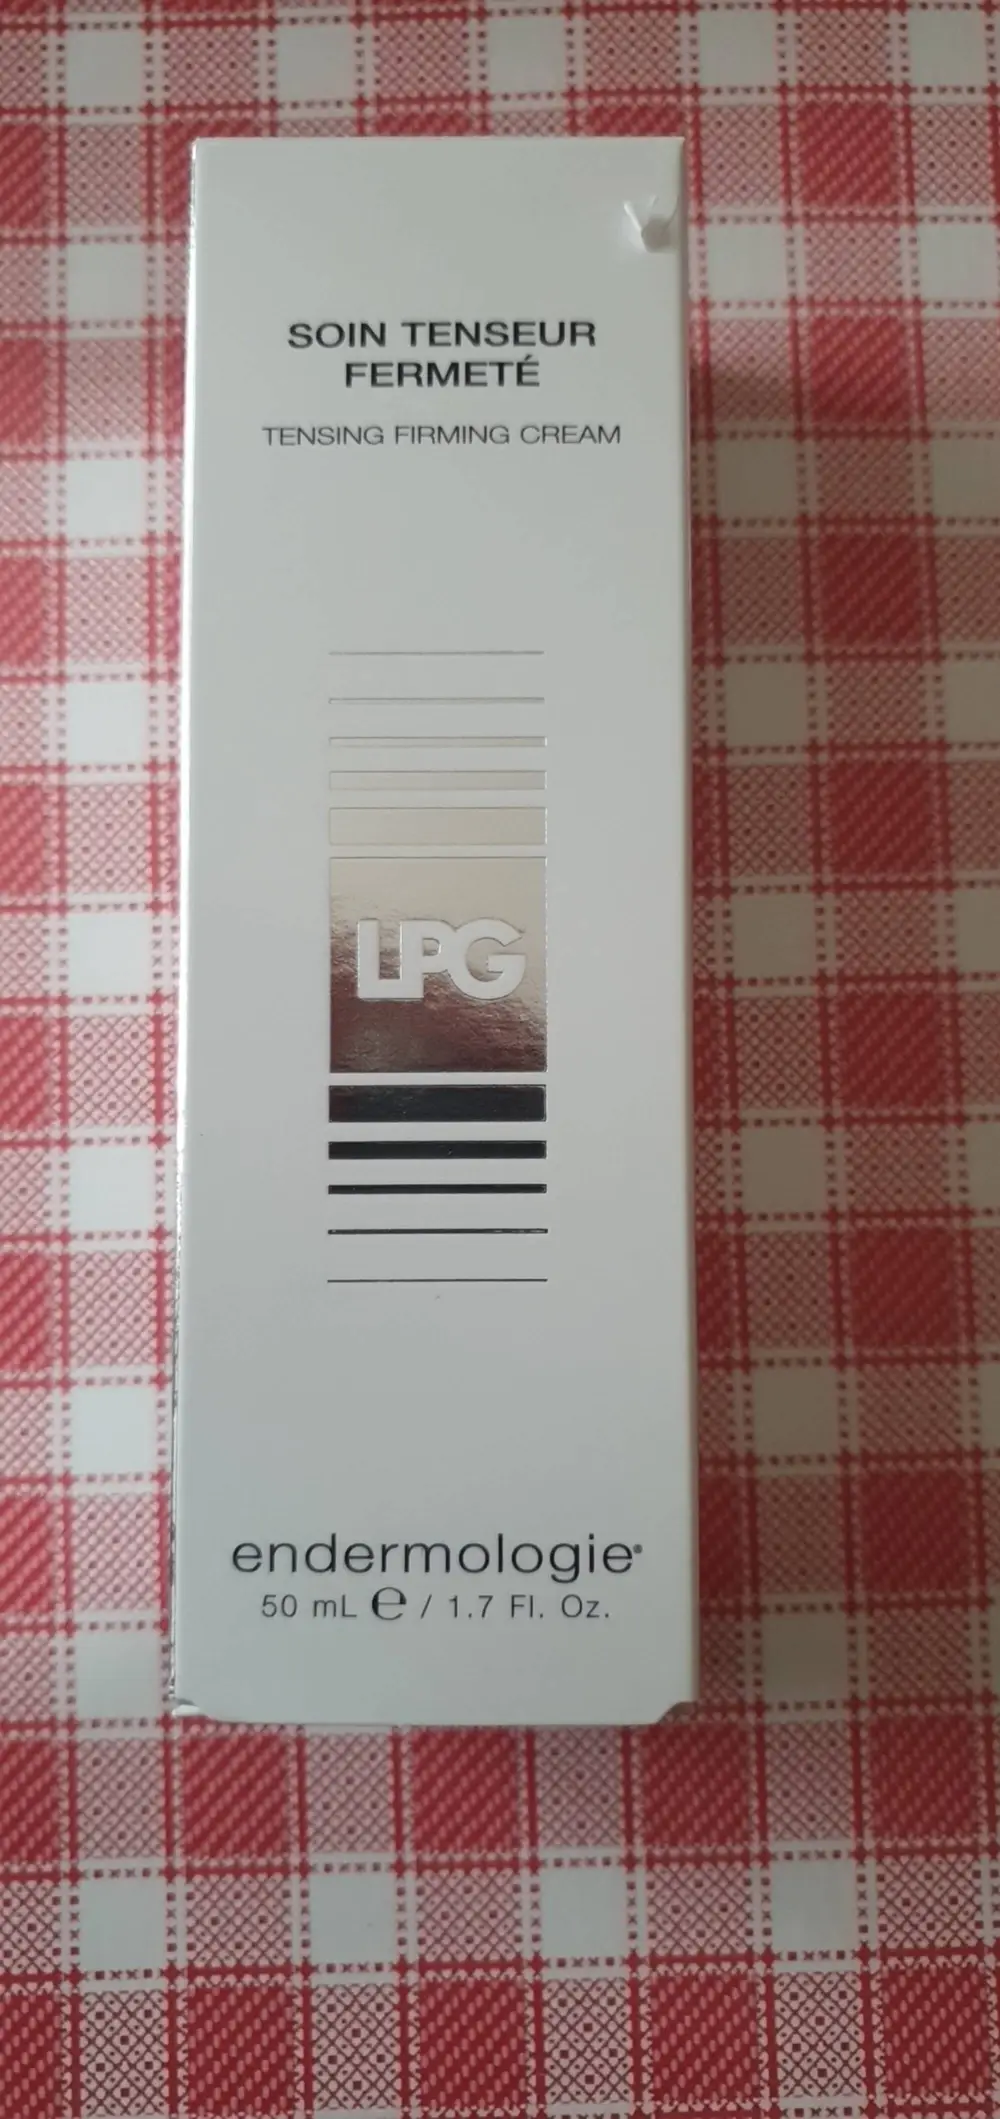 SOIN TENSEUR
FERMETÉ
TENSING FIRMING CREAM
LPG
endermologie®
50 mL ℮ / 1.7 Fl. Oz.